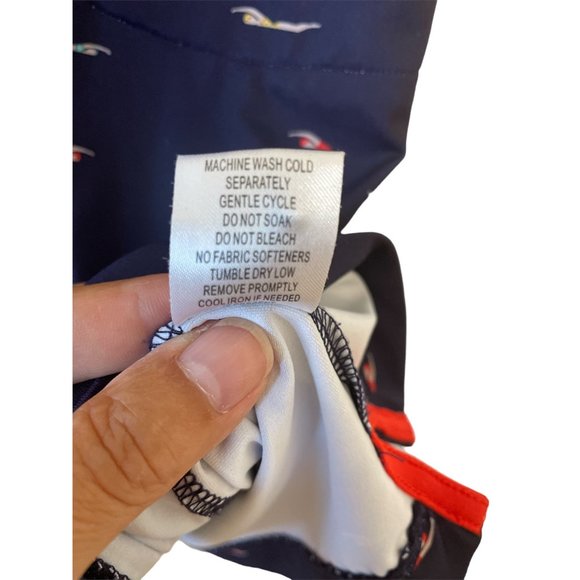 MACHINE WASH COLD
SEPARATELY
GENTLE CYCLE
DO NOT SOAK
DO NOT BLEACH
NO FABRIC SOFTENERS
TUMBLE DRY LOW
REMOVE PROMPTLY
COOL IRON IF NEEDED